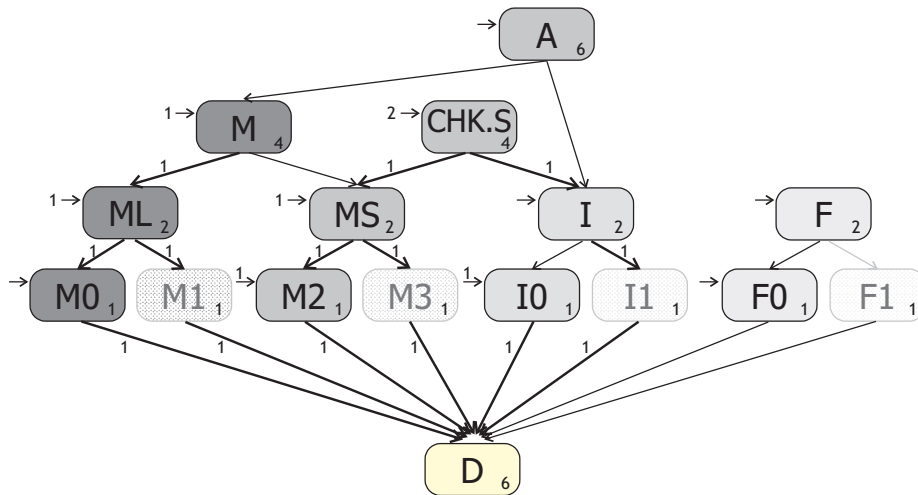 A 6
1 M 4
2 CHK.S 4
1 1 1
1 ML 2
1 MS 2
I 2
F 2
1 1 1 1 1
M0 1
M1 1
1 M2 1
M3 1
1 I0 1
I1 1
F0 1
F1 1
1 1 1 1 1 1
D 6